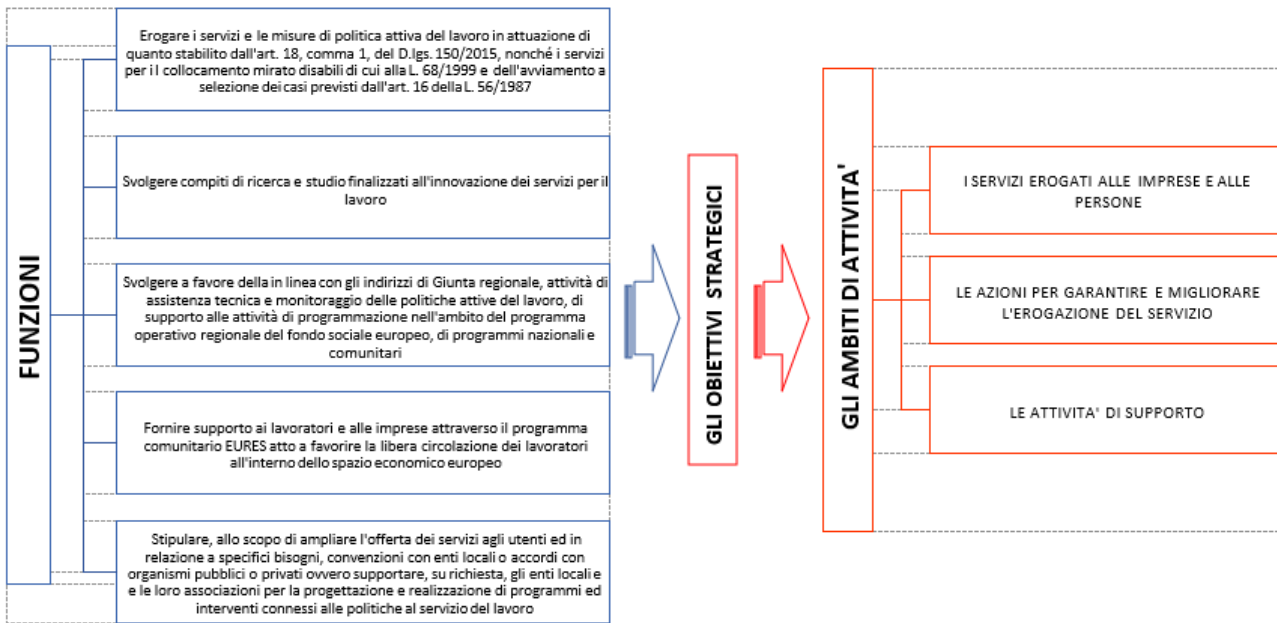 FUNZIONI
Erogare i servizi e le misure di politica attiva del lavoro in attuazione di
quanto stabilito dall'art. 18, comma 1, del D.lgs. 150/2015, nonché i servizi
per i l collocamento mirato disabili di cui alla L. 68/1999 e dell'avviamento a
selezione dei casi previsti dall'art. 16 della L. 56/1987
Svolgere compiti di ricerca e studio finalizzati all'innovazione dei servizi per il
lavoro
Svolgere a favore della in linea con gli indirizzi di Giunta regionale, attività di
assistenza tecnica e monitoraggio delle politiche attive del lavoro, di
supporto alle attività di programmazione nell'ambito del programma
operativo regionale del fondo sociale europeo, di programmi nazionali e
comunitari
Fornire supporto ai lavoratori e alle imprese attraverso il programma
comunitario EURES atto a favorire la libera circolazione dei lavoratori
all'interno dello spazio economico europeo
Stipulare, allo scopo di ampliare l'offerta dei servizi agli utenti ed in
relazione a specifici bisogni, convenzioni con enti locali o accordi con
organismi pubblici o privati ovvero supportare, su richiesta, gli enti locali e
e le loro associazioni per la progettazione e realizzazione di programmi ed
interventi connessi alle politiche al servizio del lavoro
GLI OBIETTIVI STRATEGICI
GLI AMBITI DI ATTIVITA'
I SERVIZI EROGATI ALLE IMPRESE E ALLE
PERSONE
LE AZIONI PER GARANTIRE E MIGLIORARE
L'EROGAZIONE DEL SERVIZIO
LE ATTIVITA' DI SUPPORTO